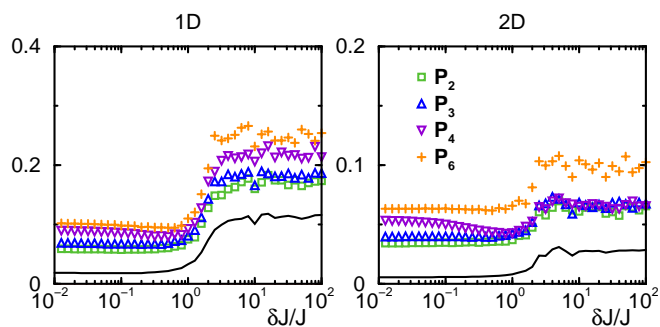 1D
2D
0.4
0.2
0
0.2
0.1
0
P₂
P₃
P₄
P₆
10⁻² 10⁻¹ 10⁰ 10¹ 10²
10⁻² 10⁻¹ 10⁰ 10¹ 10²
δJ/J
δJ/J